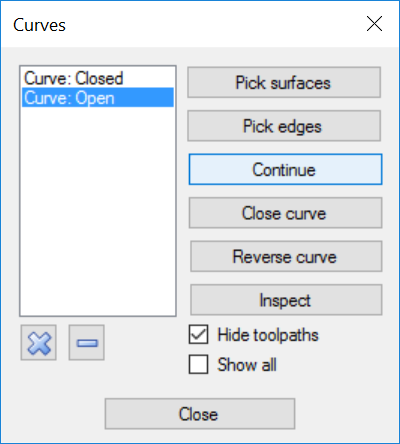 Curves
Curve: Closed
Curve: Open
Pick surfaces
Pick edges
Continue
Close curve
Reverse curve
Inspect
Hide toolpaths
Show all
Close